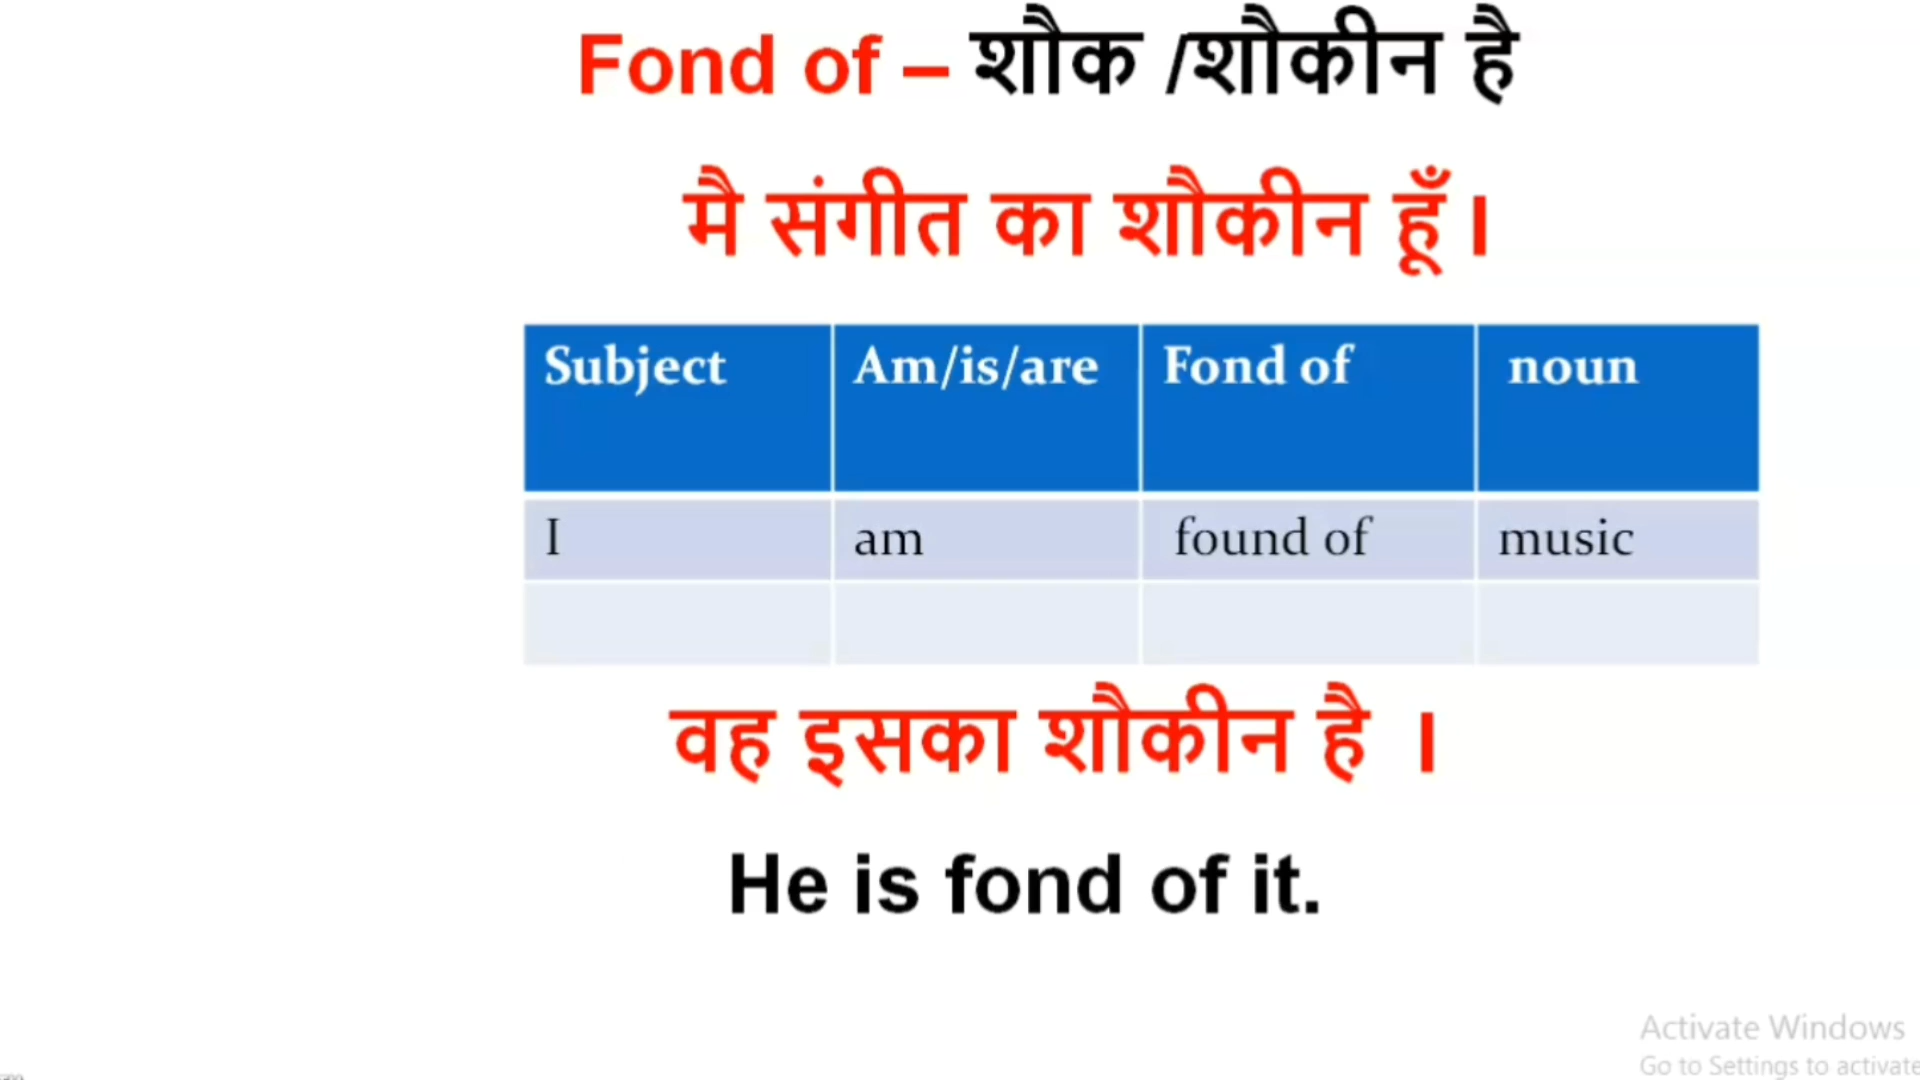 Fond of – शौक /शौकीन है
मै संगीत का शौकीन हूँ।
Subject Am/is/are Fond of noun
I am found of music
वह इसका शौकीन है ।
He is fond of it.
Activate Windows
Go to Settings to activate